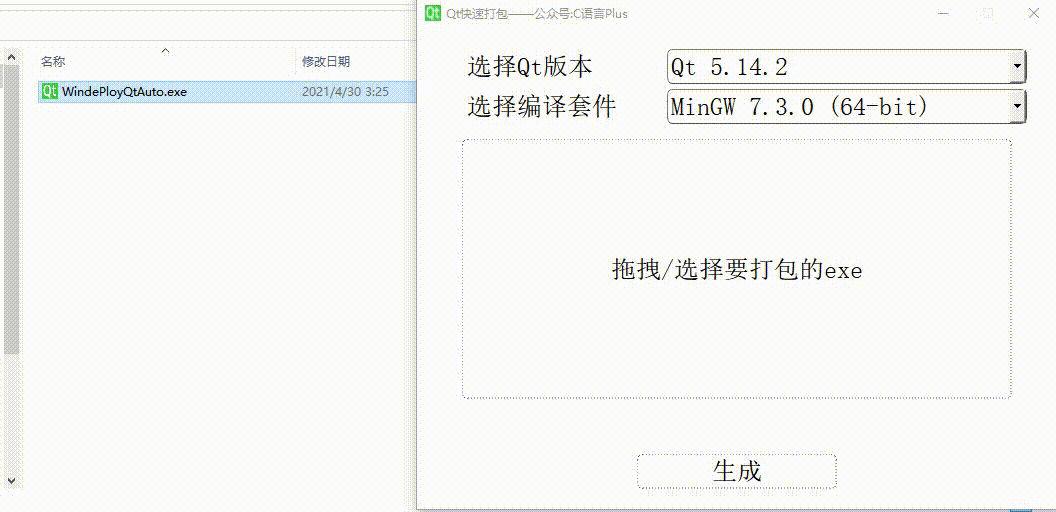 名称
修改日期
WindePloyQtAuto.exe
2021/4/30 3:25
Qt Qt快速打包——公众号:C语言Plus
选择Qt版本
Qt 5.14.2
选择编译套件
MinGW 7.3.0 (64-bit)
拖拽/选择要打包的exe
生成